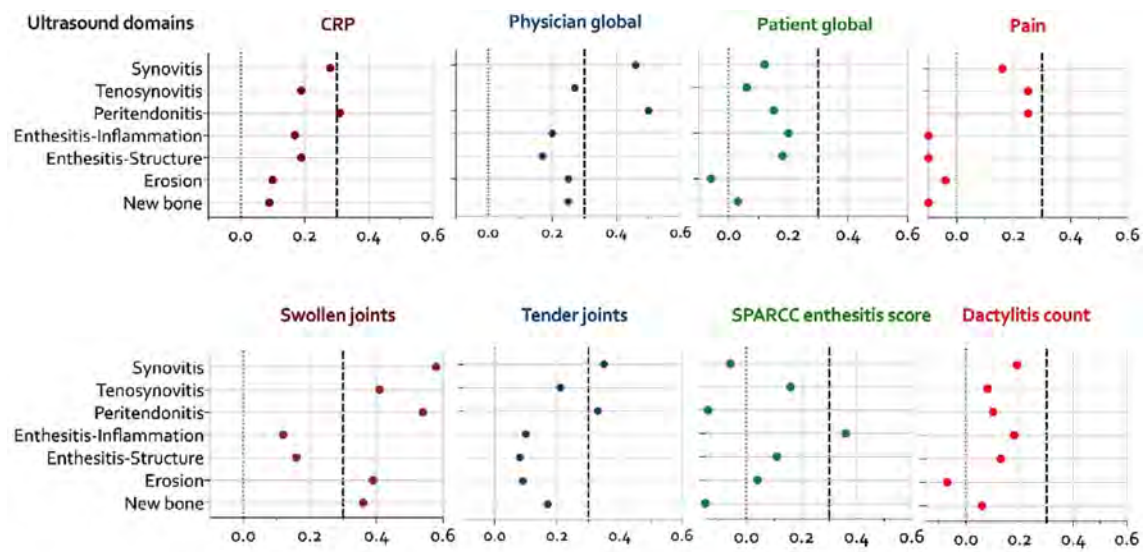 Ultrasound domains CRP Physician global Patient global Pain
Synovitis
Tenosynovitis
Peritendonitis
Enthesitis-Inflammation
Enthesitis-Structure
Erosion
New bone
0.0 0.2 0.4 0.6 0.0 0.2 0.4 0.6 0.0 0.2 0.4 0.6 0.0 0.2 0.4 0.6
Swollen joints Tender joints SPARCC enthesitis score Dactylitis count
Synovitis
Tenosynovitis
Peritendonitis
Enthesitis-Inflammation
Enthesitis-Structure
Erosion
New bone
0.0 0.2 0.4 0.6 0.0 0.2 0.4 0.6 0.0 0.2 0.4 0.6 0.0 0.2 0.4 0.6